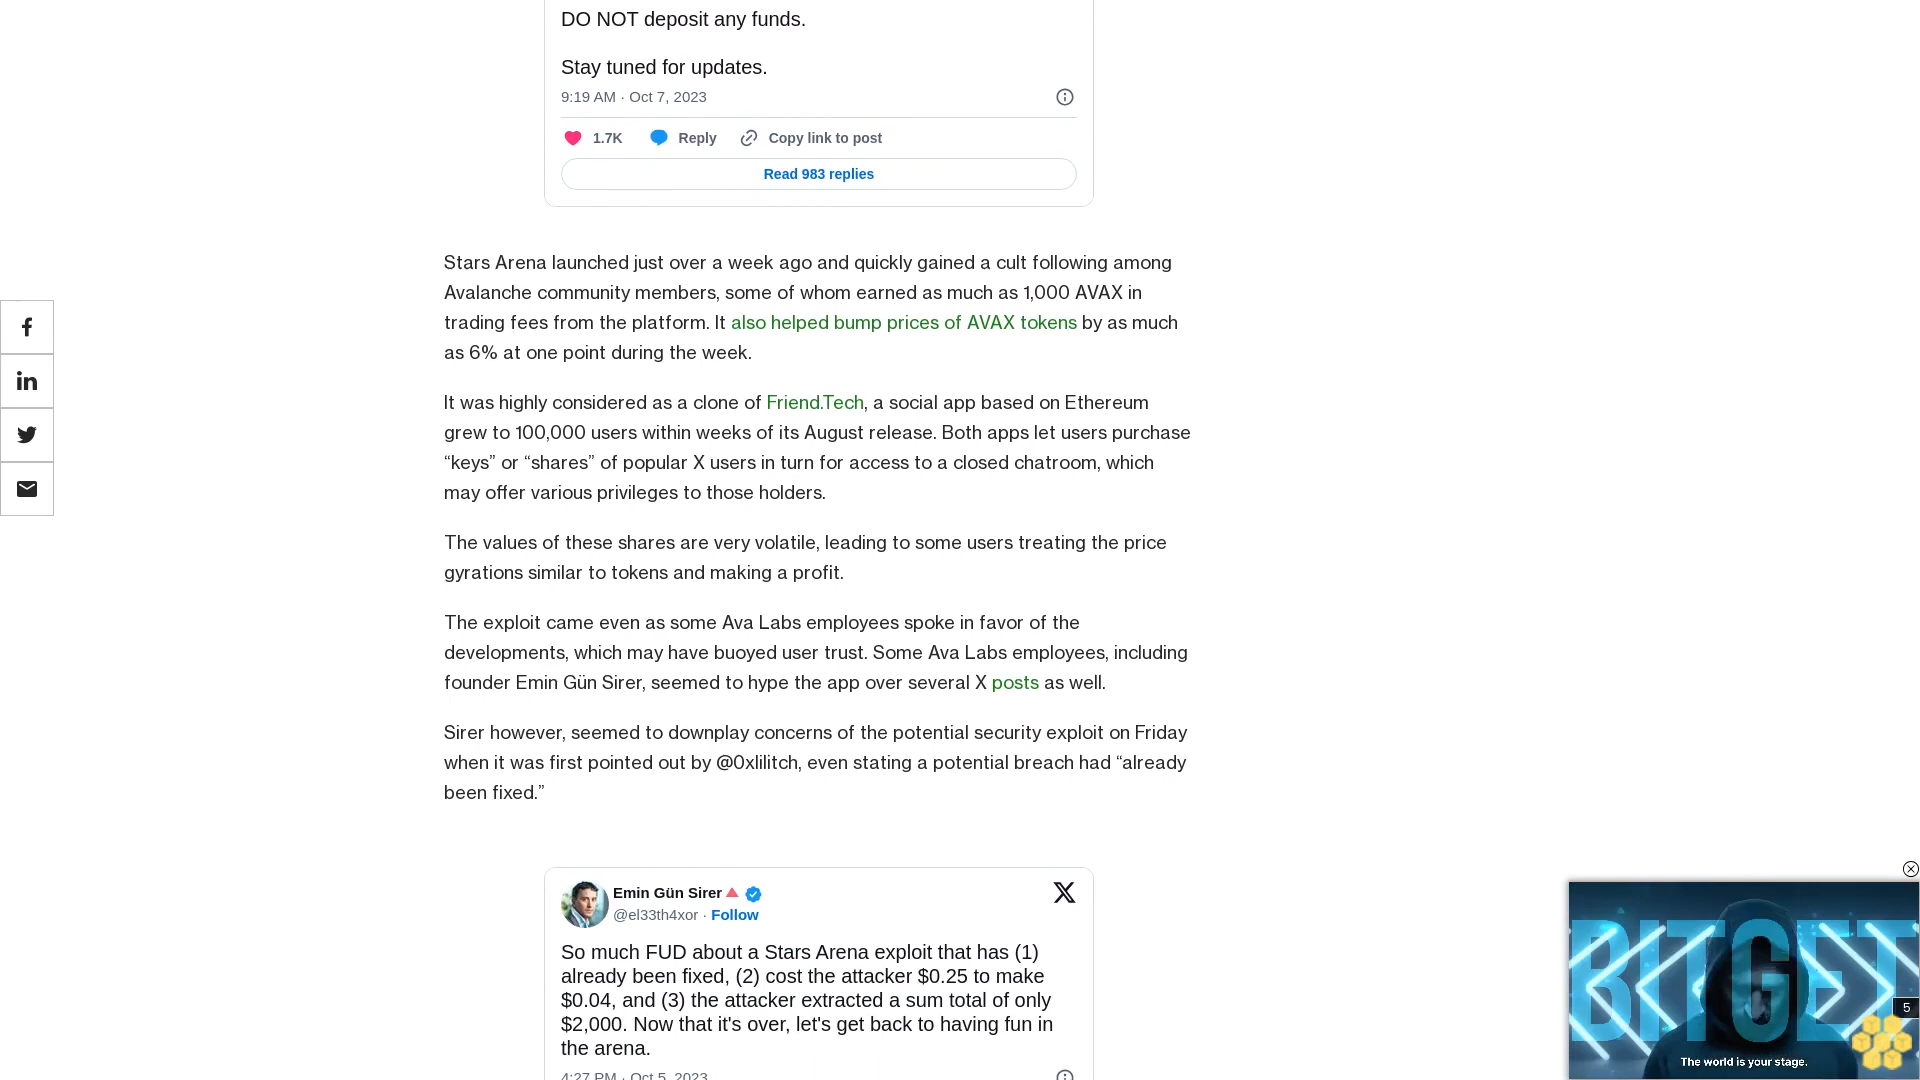 DO NOT deposit any funds.
Stay tuned for updates.
9:19 AM · Oct 7, 2023
1.7K Reply Copy link to post
Read 983 replies
Stars Arena launched just over a week ago and quickly gained a cult following among
Avalanche community members, some of whom earned as much as 1,000 AVAX in
trading fees from the platform. It also helped bump prices of AVAX tokens by as much
as 6% at one point during the week.
It was highly considered as a clone of Friend.Tech, a social app based on Ethereum
grew to 100,000 users within weeks of its August release. Both apps let users purchase
“keys” or “shares” of popular X users in turn for access to a closed chatroom, which
may offer various privileges to those holders.
The values of these shares are very volatile, leading to some users treating the price
gyrations similar to tokens and making a profit.
The exploit came even as some Ava Labs employees spoke in favor of the
developments, which may have buoyed user trust. Some Ava Labs employees, including
founder Emin Gün Sirer, seemed to hype the app over several X posts as well.
Sirer however, seemed to downplay concerns of the potential security exploit on Friday
when it was first pointed out by @0xlilitch, even stating a potential breach had “already
been fixed.”
Emin Gün Sirer
@el33th4xor · Follow
So much FUD about a Stars Arena exploit that has (1)
already been fixed, (2) cost the attacker $0.25 to make
$0.04, and (3) the attacker extracted a sum total of only
$2,000. Now that it's over, let's get back to having fun in
the arena.
4:27 PM · Oct 5, 2023
BITGET
5
The world is your stage.